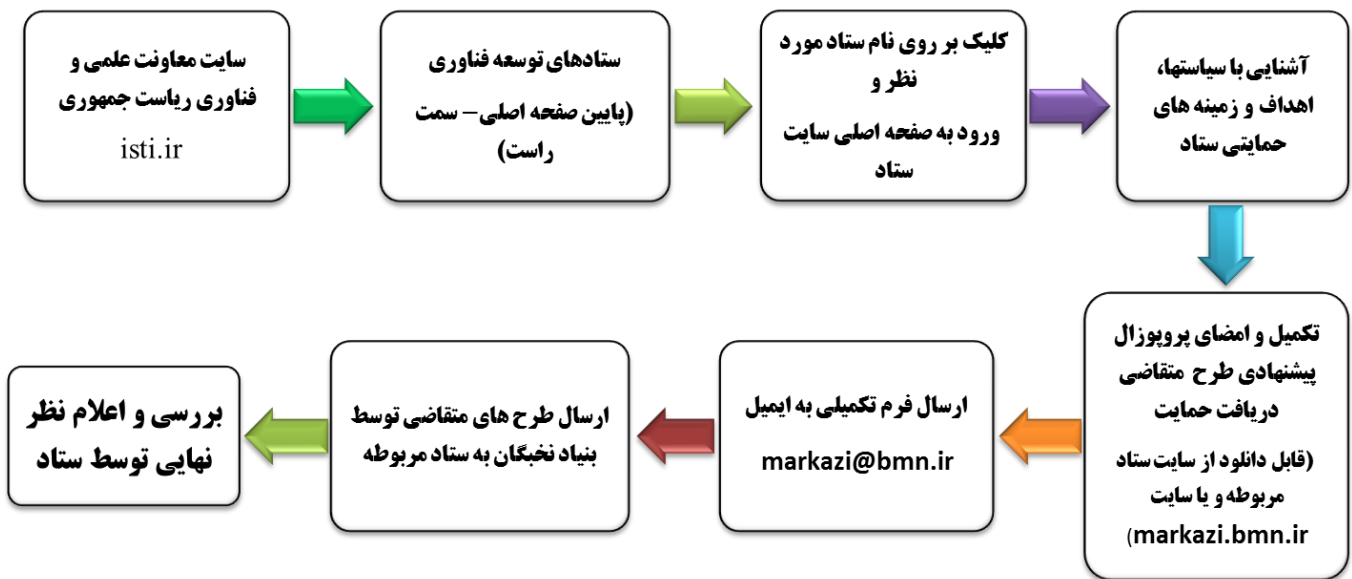 سایت معاونت علمی و
فناوری ریاست جمهوری
isti.ir
ستادهای توسعه فناوری
(پایین صفحه اصلی– سمت
راست)
کلیک بر روی نام ستاد مورد
نظر و
ورود به صفحه اصلی سایت
ستاد
آشنایی با سیاستها،
اهداف و زمینه های
حمایتی ستاد
تکمیل و امضای پروپوزال
پیشنهادی طرح متقاضی
دریافت حمایت
(قابل دانلود از سایت ستاد
مربوطه و یا سایت
markazi.bmn.ir)
ارسال فرم تکمیلی به ایمیل
markazi@bmn.ir
ارسال طرح های متقاضی توسط
بنیاد نخبگان به ستاد مربوطه
بررسی و اعلام نظر
نهایی توسط ستاد